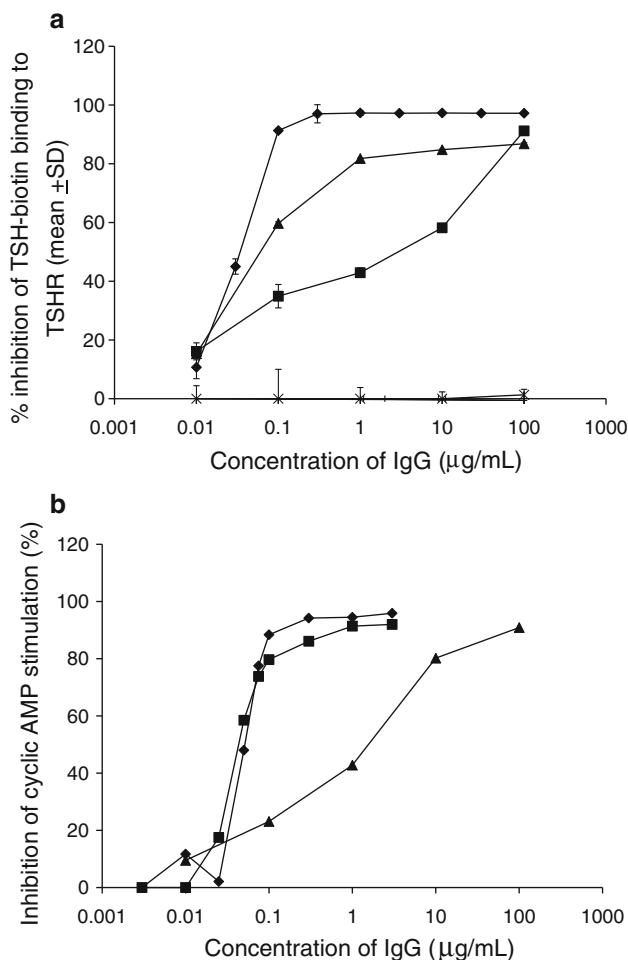 a
% inhibition of TSH-biotin binding to
TSHR (mean ±SD)
120
100
80
60
40
20
0
0.001 0.01 0.1 1 10 100 1000
Concentration of IgG (μg/mL)
b
Inhibition of cyclic AMP stimulation (%)
120
100
80
60
40
20
0
0.001 0.01 0.1 1 10 100 1000
Concentration of IgG (μg/mL)